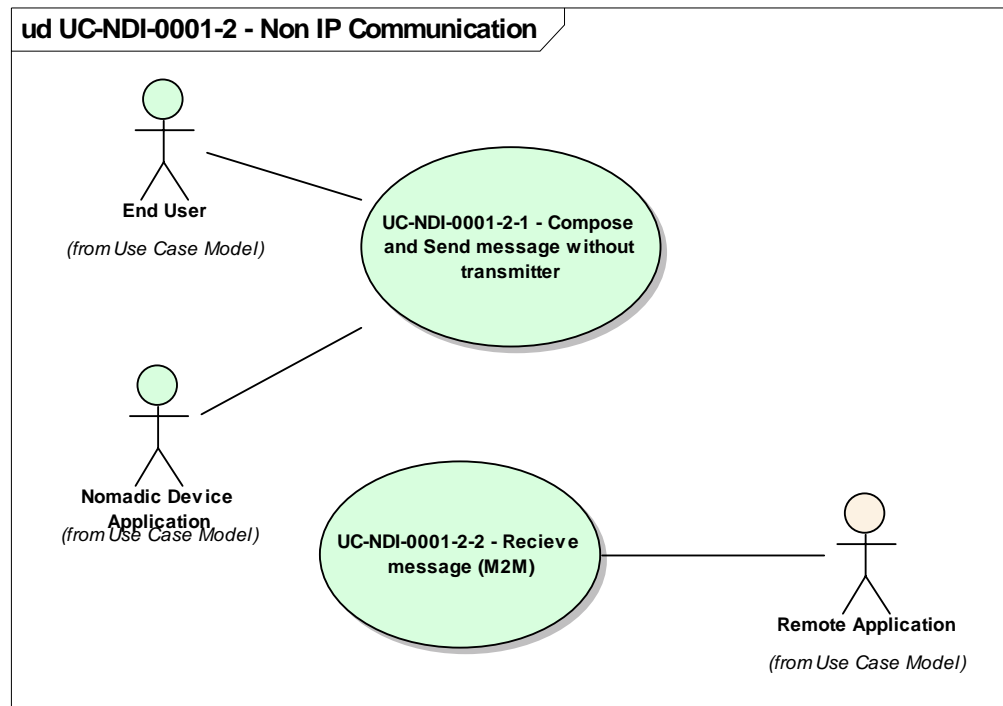 ud UC-NDI-0001-2 - Non IP Communication
End User
(from Use Case Model)
UC-NDI-0001-2-1 - Compose
and Send message without
transmitter
Nomadic Device
Application
(from Use Case Model)
UC-NDI-0001-2-2 - Recieve
message (M2M)
Remote Application
(from Use Case Model)